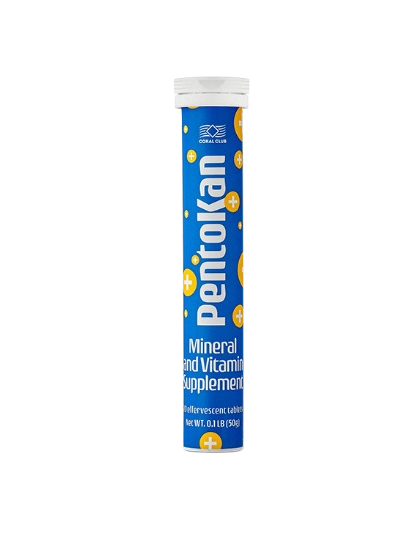 CORAL CLUB
PentoKan
Mineral
and Vitamin
Supplement
effervescent tablets
Net WT. 0.1 LB (50g)